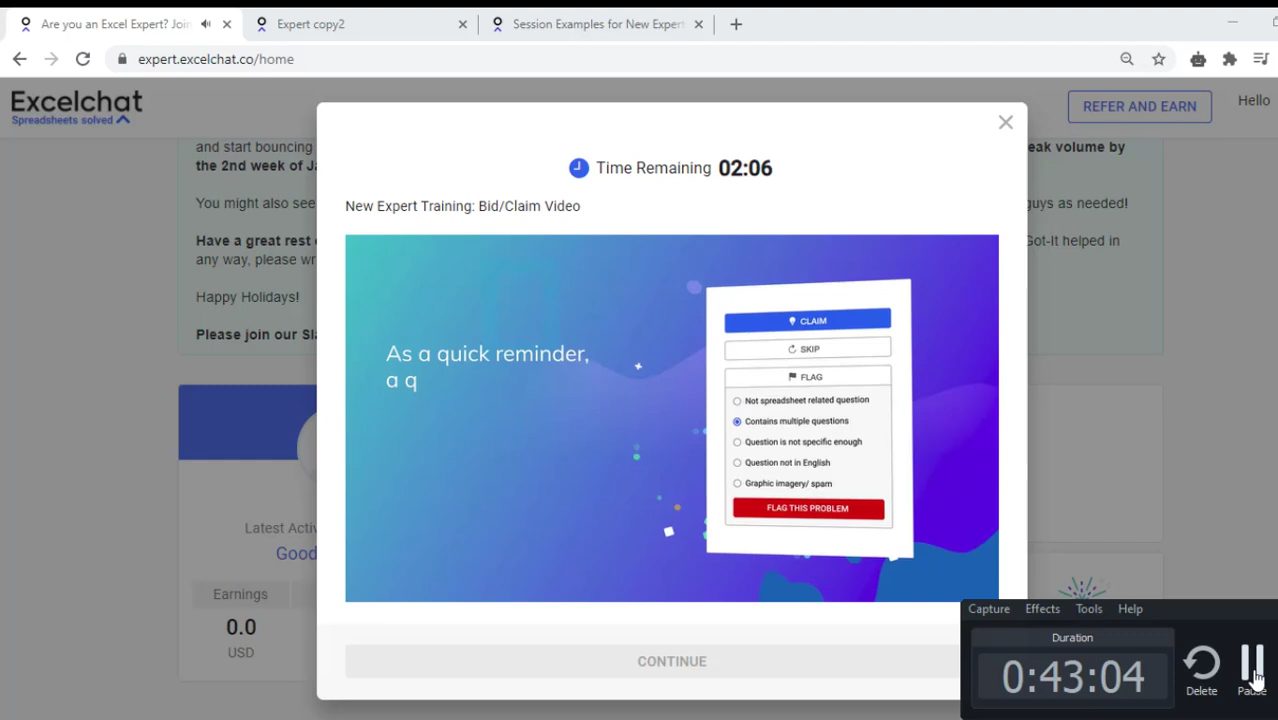 Are you an Excel Expert? Join
Expert copy2
Session Examples for New Expert
expert.excelchat.co/home
Excelchat
Spreadsheets solved
REFER AND EARN
Hello
and start bouncing
eak volume by
the 2nd week of Ja
You might also see
guys as needed!
Have a great rest
Got-It helped in
any way, please wr
Happy Holidays!
Please join our Sla
Time Remaining 02:06
New Expert Training: Bid/Claim Video
As a quick reminder,
a q
CLAIM
SKIP
FLAG
Not spreadsheet related question
Contains multiple questions
Question is not specific enough
Question not in English
Graphic imagery/ spam
FLAG THIS PROBLEM
Latest Activ
Good
Earnings
0.0
USD
CONTINUE
Capture Effects Tools Help
Duration
0:43:04
Delete
Pause